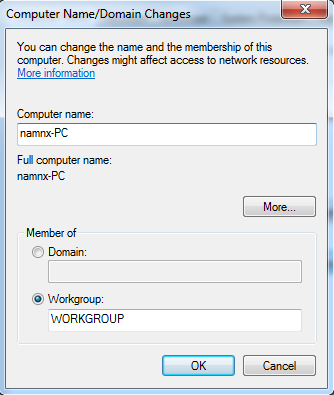 Computer Name/Domain Changes
You can change the name and the membership of this
computer. Changes might affect access to network resources.
More information
Computer name:
namnx-PC
Full computer name:
namnx-PC
More...
Member of
Domain:
Workgroup:
WORKGROUP
OK
Cancel